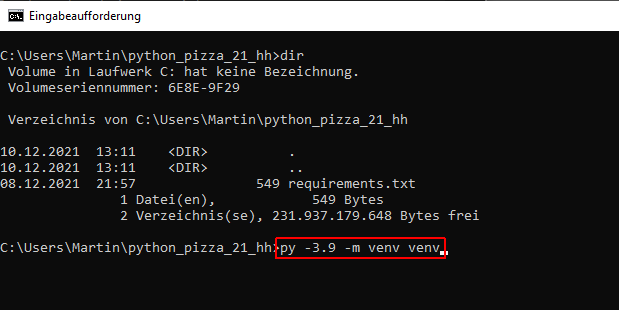 Eingabeaufforderung
C:\Users\Martin\python_pizza_21_hh>dir
Volume in Laufwerk C: hat keine Bezeichnung.
Volumeseriennummer: 6E8E-9F29
Verzeichnis von C:\Users\Martin\python_pizza_21_hh
10.12.2021  13:11    <DIR>          .
10.12.2021  13:11    <DIR>          ..
08.12.2021  21:57               549 requirements.txt
1 Datei(en),            549 Bytes
2 Verzeichnis(se), 231.937.179.648 Bytes frei
C:\Users\Martin\python_pizza_21_hh>py -3.9 -m venv venv